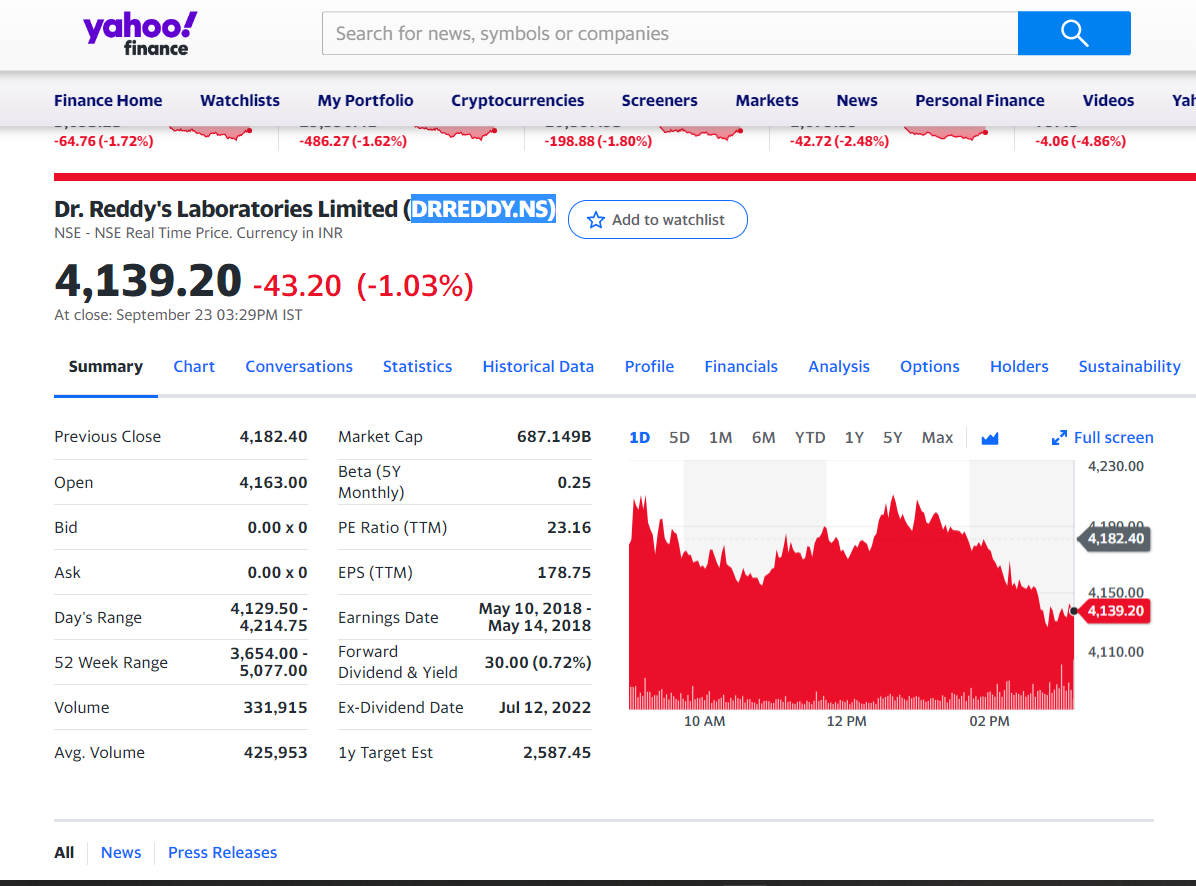 yahoo!
finance
Search for news, symbols or companies
Finance Home Watchlists My Portfolio Cryptocurrencies Screeners Markets News Personal Finance Videos
-64.76 (-1.72%) -486.27 (-1.62%) -198.88 (-1.80%) -42.72 (-2.48%) -4.06 (-4.86%)
Dr. Reddy's Laboratories Limited (DRREDDY.NS)
Add to watchlist
NSE - NSE Real Time Price. Currency in INR
4,139.20 -43.20 (-1.03%)
At close: September 23 03:29PM IST
Summary Chart Conversations Statistics Historical Data Profile Financials Analysis Options Holders Sustainability
Previous Close 4,182.40
Open 4,163.00
Bid 0.00 x 0
Ask 0.00 x 0
Day's Range 4,129.50 -
4,214.75
52 Week Range 3,654.00 -
5,077.00
Volume 331,915
Avg. Volume 425,953
Market Cap 687.149B
Beta (5Y
Monthly) 0.25
PE Ratio (TTM) 23.16
EPS (TTM) 178.75
Earnings Date May 10, 2018 -
May 14, 2018
Forward
Dividend & Yield 30.00 (0.72%)
Ex-Dividend Date Jul 12, 2022
1y Target Est 2,587.45
1D 5D 1M 6M YTD 1Y 5Y Max Full screen
4,230.00
4,190.00
4,182.40
4,150.00
4,139.20
4,110.00
10 AM 12 PM 02 PM
All News Press Releases